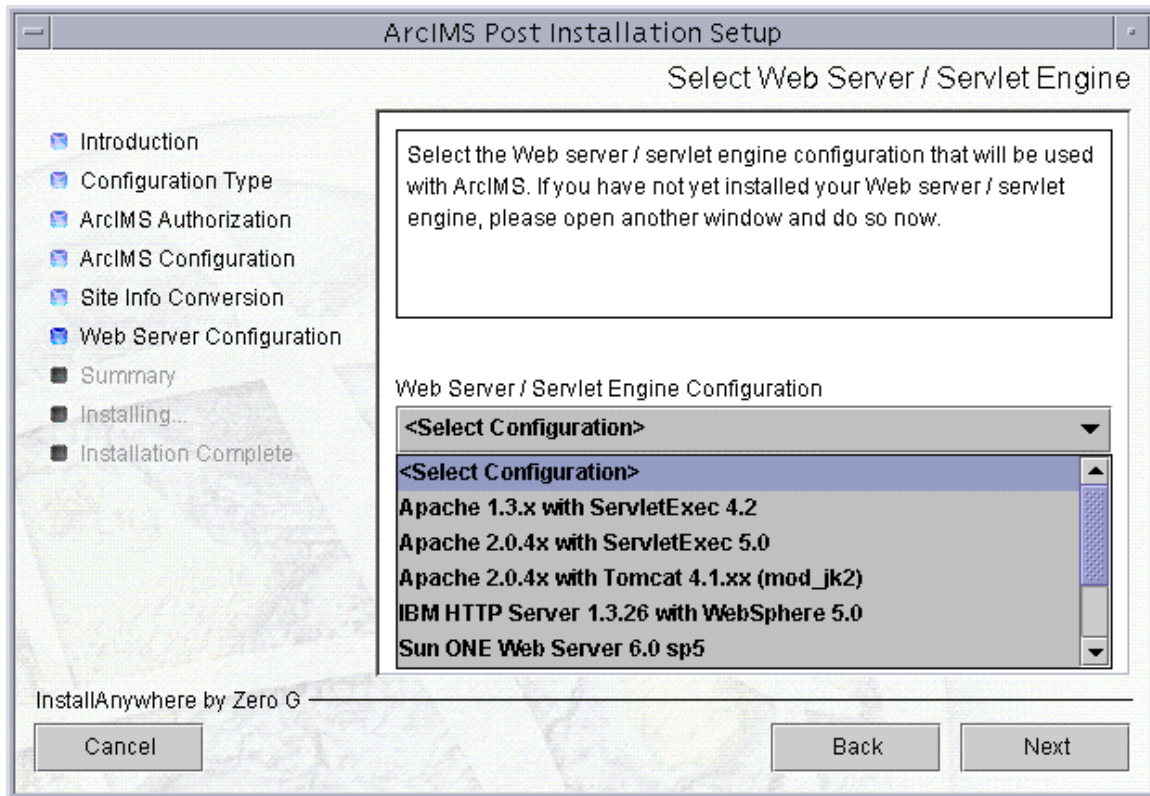 ArcIMS Post Installation Setup
Select Web Server / Servlet Engine
Introduction
Configuration Type
ArcIMS Authorization
ArcIMS Configuration
Site Info Conversion
Web Server Configuration
Summary
Installing...
Installation Complete
Select the Web server / servlet engine configuration that will be used
with ArcIMS. If you have not yet installed your Web server / servlet
engine, please open another window and do so now.
Web Server / Servlet Engine Configuration
<Select Configuration>
<Select Configuration>
Apache 1.3.x with ServletExec 4.2
Apache 2.0.4x with ServletExec 5.0
Apache 2.0.4x with Tomcat 4.1.xx (mod_jk2)
IBM HTTP Server 1.3.26 with WebSphere 5.0
Sun ONE Web Server 6.0 sp5
InstallAnywhere by Zero G
Cancel
Back
Next